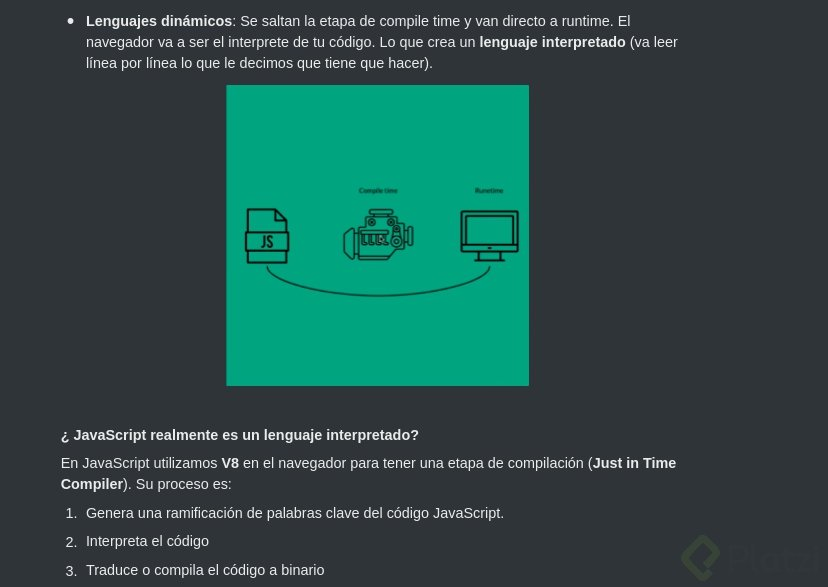 Lenguajes dinámicos: Se saltan la etapa de compile time y van directo a runtime. El
navegador va a ser el interprete de tu código. Lo que crea un lenguaje interpretado (va leer
línea por línea lo que le decimos que tiene que hacer).
Compile time
Runetime
JS
¿ JavaScript realmente es un lenguaje interpretado?
En JavaScript utilizamos V8 en el navegador para tener una etapa de compilación (Just in Time
Compiler). Su proceso es:
1. Genera una ramificación de palabras clave del código JavaScript.
2. Interpreta el código
3. Traduce o compila el código a binario
Platzi